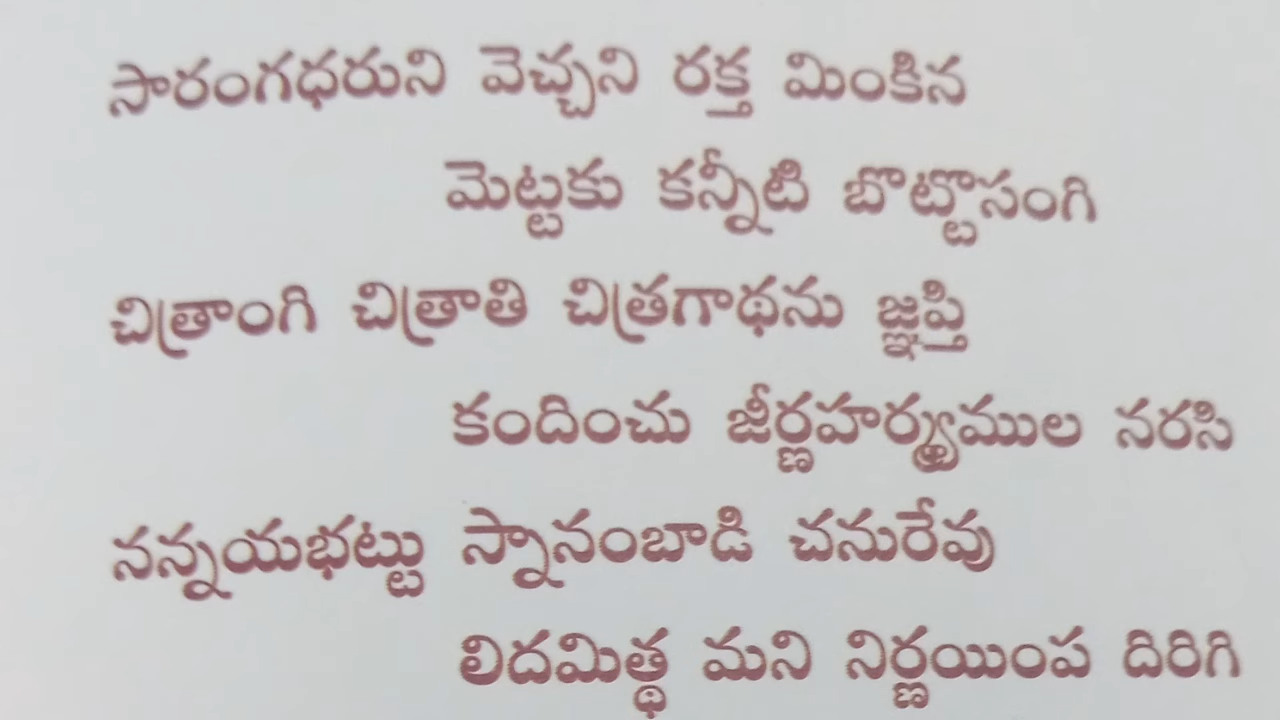 సారంగధరుని వెచ్చని రక్త మింకిన
మెట్టకు కన్నీటి బొట్టొసంగి
చిత్రాంగి చిత్రాతి చిత్రగాథను జ్ఞప్తి
కందించు జీర్ణహర్మ్యముల నరసి
నన్నయభట్టు స్నానంబాడి చనురేవు
లిదమిత్థ మని నిర్ణయింప దిరిగి